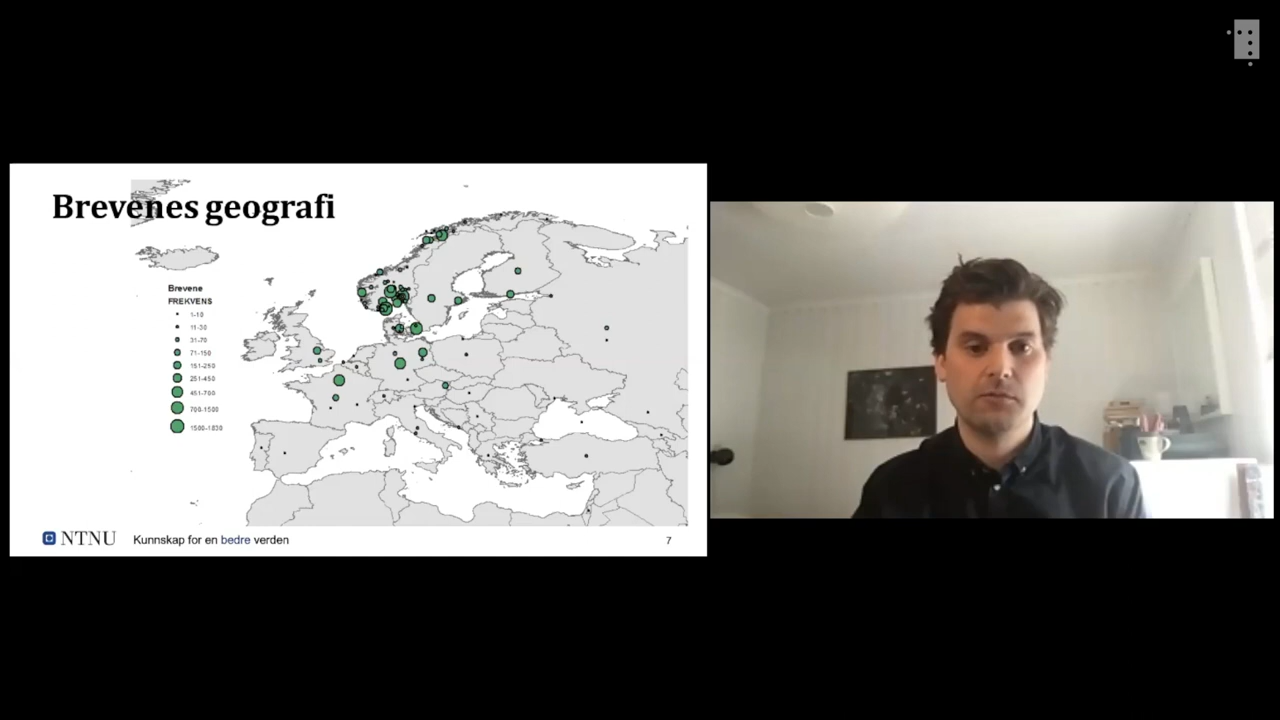 Brevenes geografi
Brevene
FREKVENS
1-10
11-30
31-70
71-150
151-250
251-450
451-700
700-1500
1500-1830
NTNU Kunnskap for en bedre verden 7